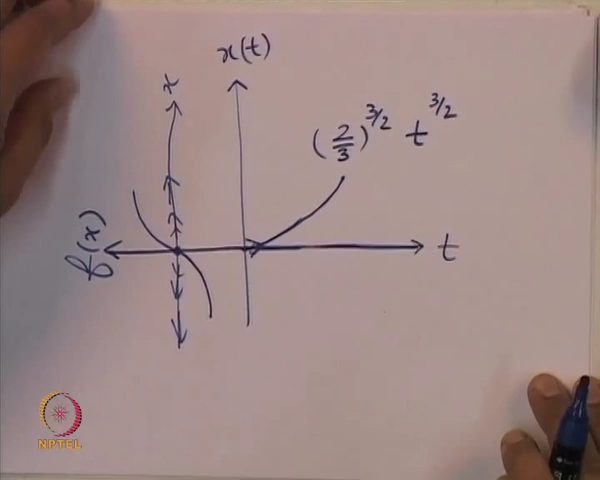 x(t)
x
(2/3)^3/2 t^3/2
f(x)
t
NPTEL